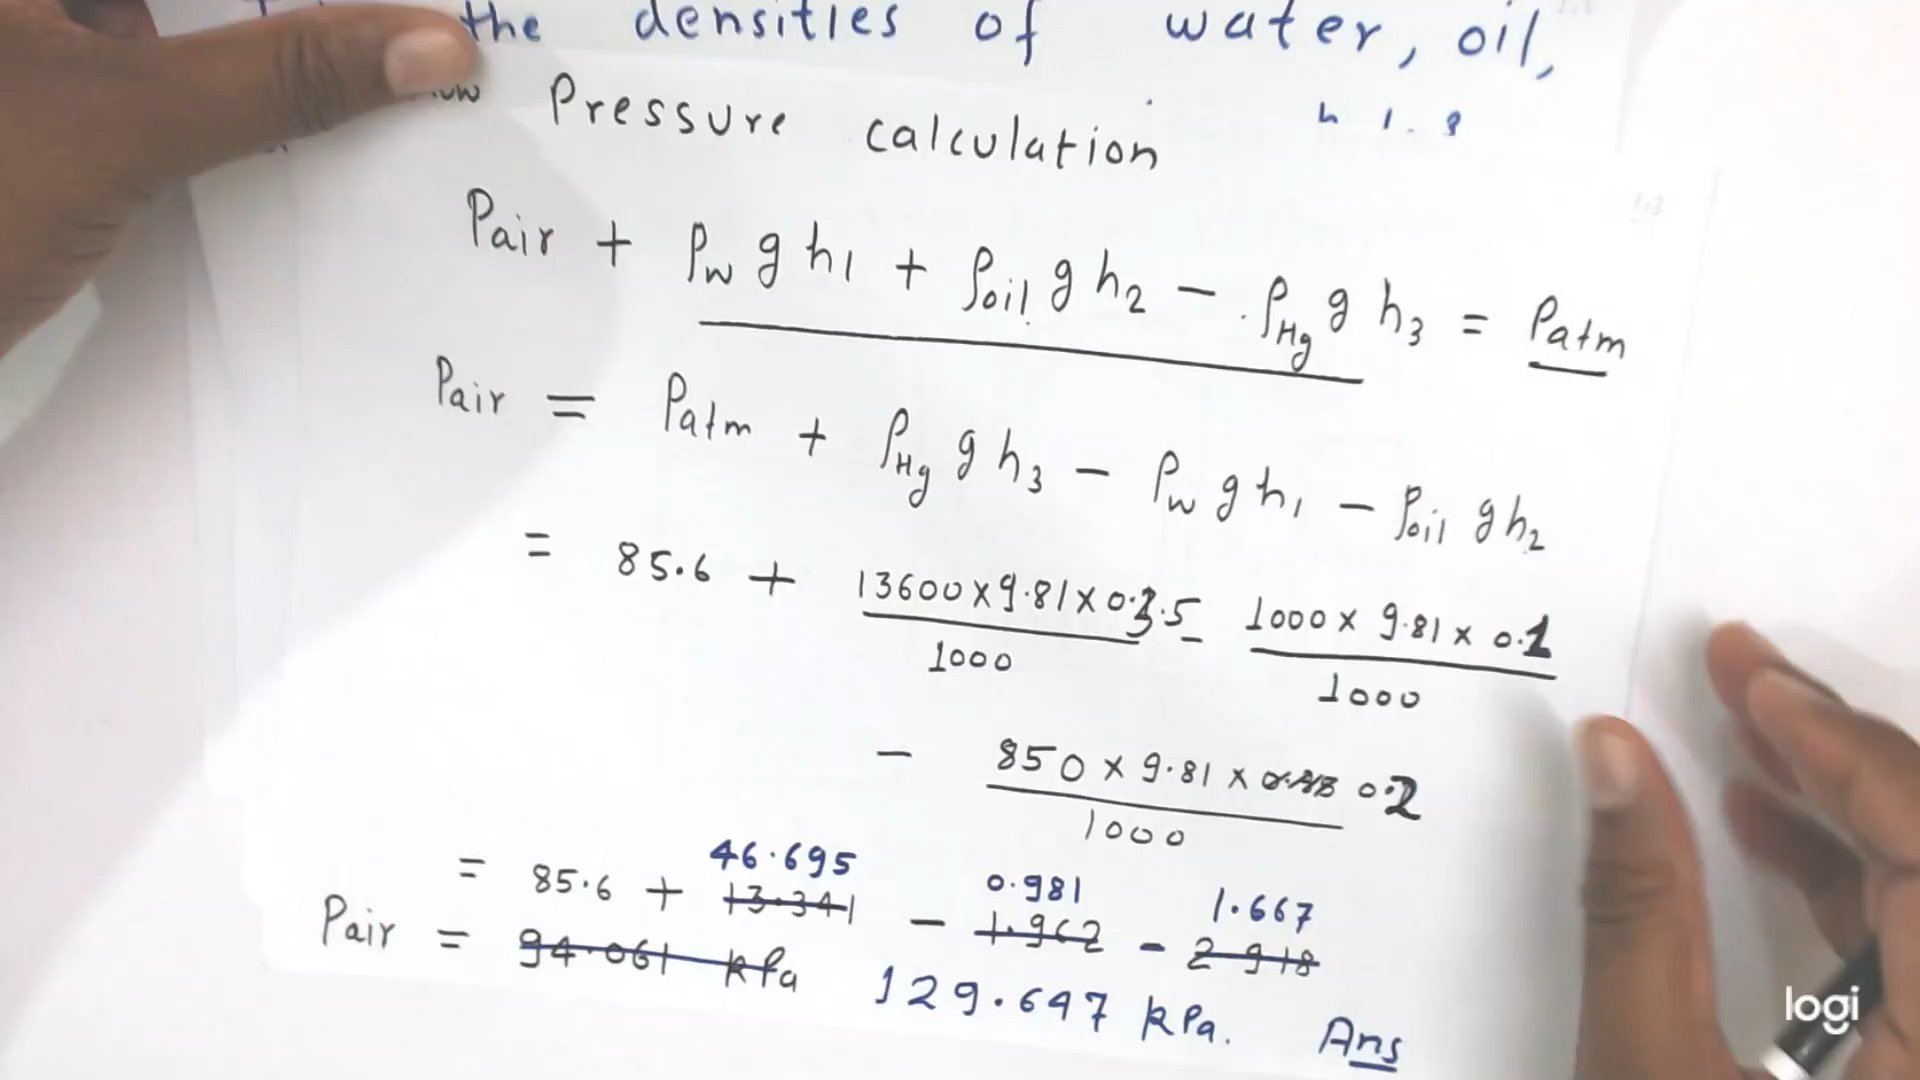 the densities of water, oil,
Pressure calculation
Pair + ρw g h1 + ρoil g h2 - ρHg g h3 = Patm
Pair = Patm + ρHg g h3 - ρw g h1 - ρoil g h2
= 85.6 + 13600 x 9.81 x 0.3.5 / 1000 - 1000 x 9.81 x 0.1 / 1000
- 850 x 9.81 x 0.2 / 1000
46.695 0.981 1.667
= 85.6 + 13.341 - 1.962 - 2 918
Pair = 94.061 kPa 129.647 kPa. Ans
logi